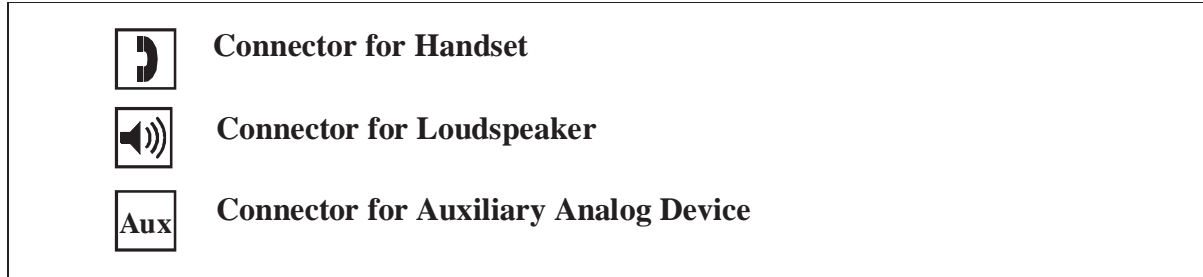 Connector for Handset
Connector for Loudspeaker
Aux Connector for Auxiliary Analog Device